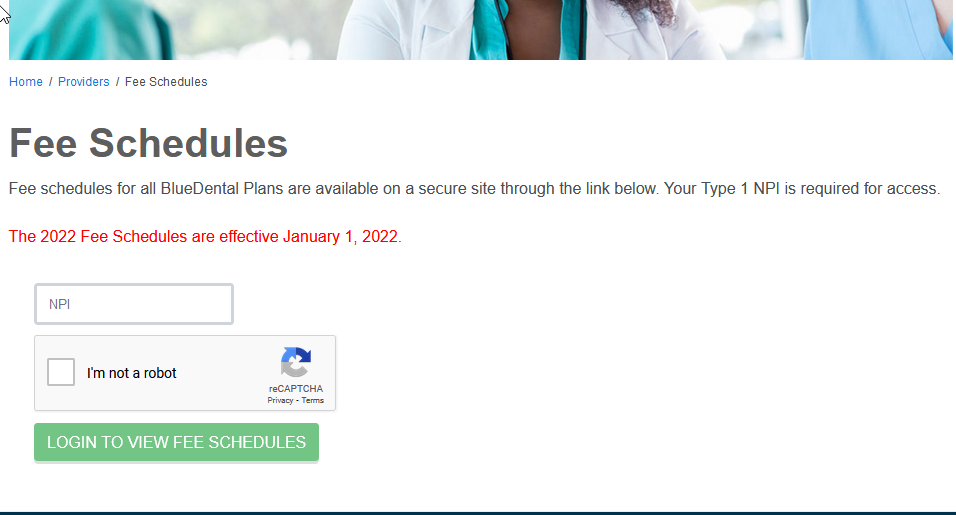 Home / Providers / Fee Schedules
Fee Schedules
Fee schedules for all BlueDental Plans are available on a secure site through the link below. Your Type 1 NPI is required for access.
The 2022 Fee Schedules are effective January 1, 2022.
NPI
I'm not a robot
reCAPTCHA
Privacy - Terms
LOGIN TO VIEW FEE SCHEDULES